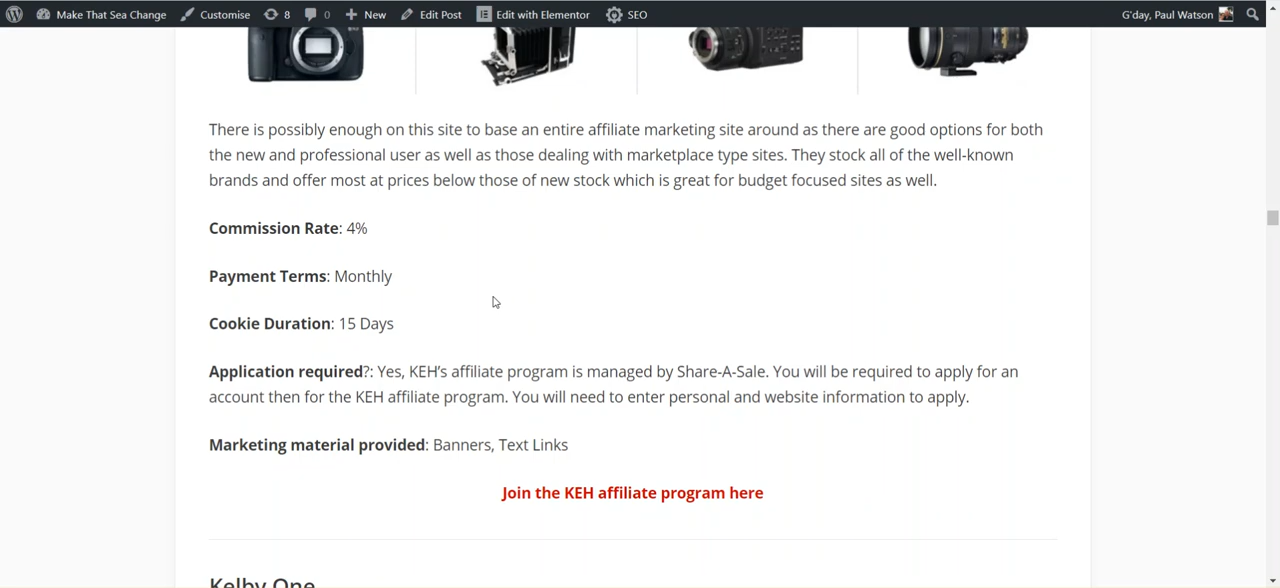 Make That Sea Change Customise 8 0 New Edit Post Edit with Elementor SEO G'day, Paul Watson
There is possibly enough on this site to base an entire affiliate marketing site around as there are good options for both
the new and professional user as well as those dealing with marketplace type sites. They stock all of the well-known
brands and offer most at prices below those of new stock which is great for budget focused sites as well.
Commission Rate: 4%
Payment Terms: Monthly
Cookie Duration: 15 Days
Application required?: Yes, KEH’s affiliate program is managed by Share-A-Sale. You will be required to apply for an
account then for the KEH affiliate program. You will need to enter personal and website information to apply.
Marketing material provided: Banners, Text Links
Join the KEH affiliate program here
Kelby One